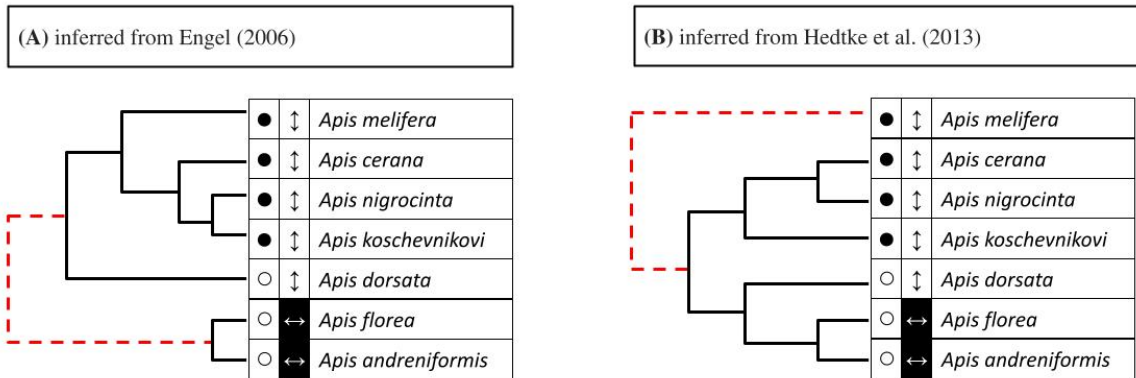 (A) inferred from Engel (2006)
(B) inferred from Hedtke et al. (2013)
● ↕ Apis melifera
● ↕ Apis cerana
● ↕ Apis nigrocinta
● ↕ Apis koschevnikovi
○ ↕ Apis dorsata
○ ↔ Apis florea
○ ↔ Apis andreniformis
● ↕ Apis melifera
● ↕ Apis cerana
● ↕ Apis nigrocinta
● ↕ Apis koschevnikovi
○ ↕ Apis dorsata
○ ↔ Apis florea
○ ↔ Apis andreniformis